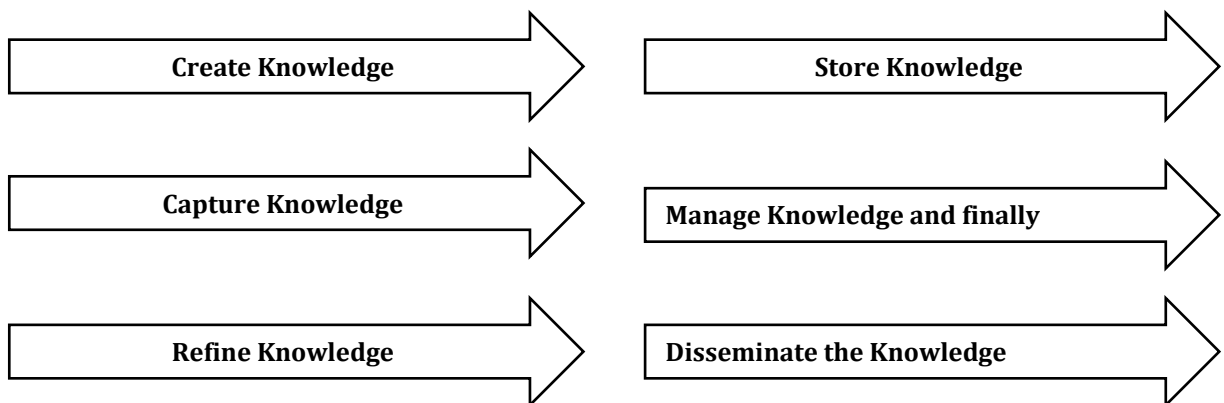 Create Knowledge
Capture Knowledge
Refine Knowledge
Store Knowledge
Manage Knowledge and finally
Disseminate the Knowledge